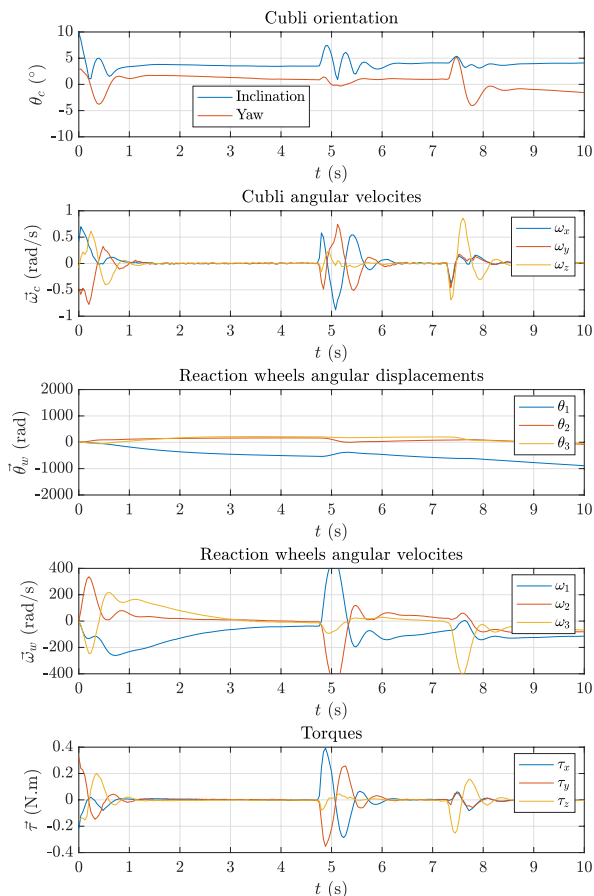 Cubli orientation
10
5
0
-5
-10
θc (°)
Inclination
Yaw
0 1 2 3 4 5 6 7 8 9 10
t (s)
Cubli angular velocites
1
0.5
0
-0.5
-1
ω⃗c (rad/s)
ωx
ωy
ωz
0 1 2 3 4 5 6 7 8 9 10
t (s)
Reaction wheels angular displacements
2000
1000
0
-1000
-2000
θ⃗w (rad)
θ1
θ2
θ3
0 1 2 3 4 5 6 7 8 9 10
t (s)
Reaction wheels angular velocites
400
200
0
-200
-400
ω⃗w (rad/s)
ω1
ω2
ω3
0 1 2 3 4 5 6 7 8 9 10
t (s)
Torques
0.4
0.2
0
-0.2
-0.4
τ⃗ (N.m)
τx
τy
τz
0 1 2 3 4 5 6 7 8 9 10
t (s)